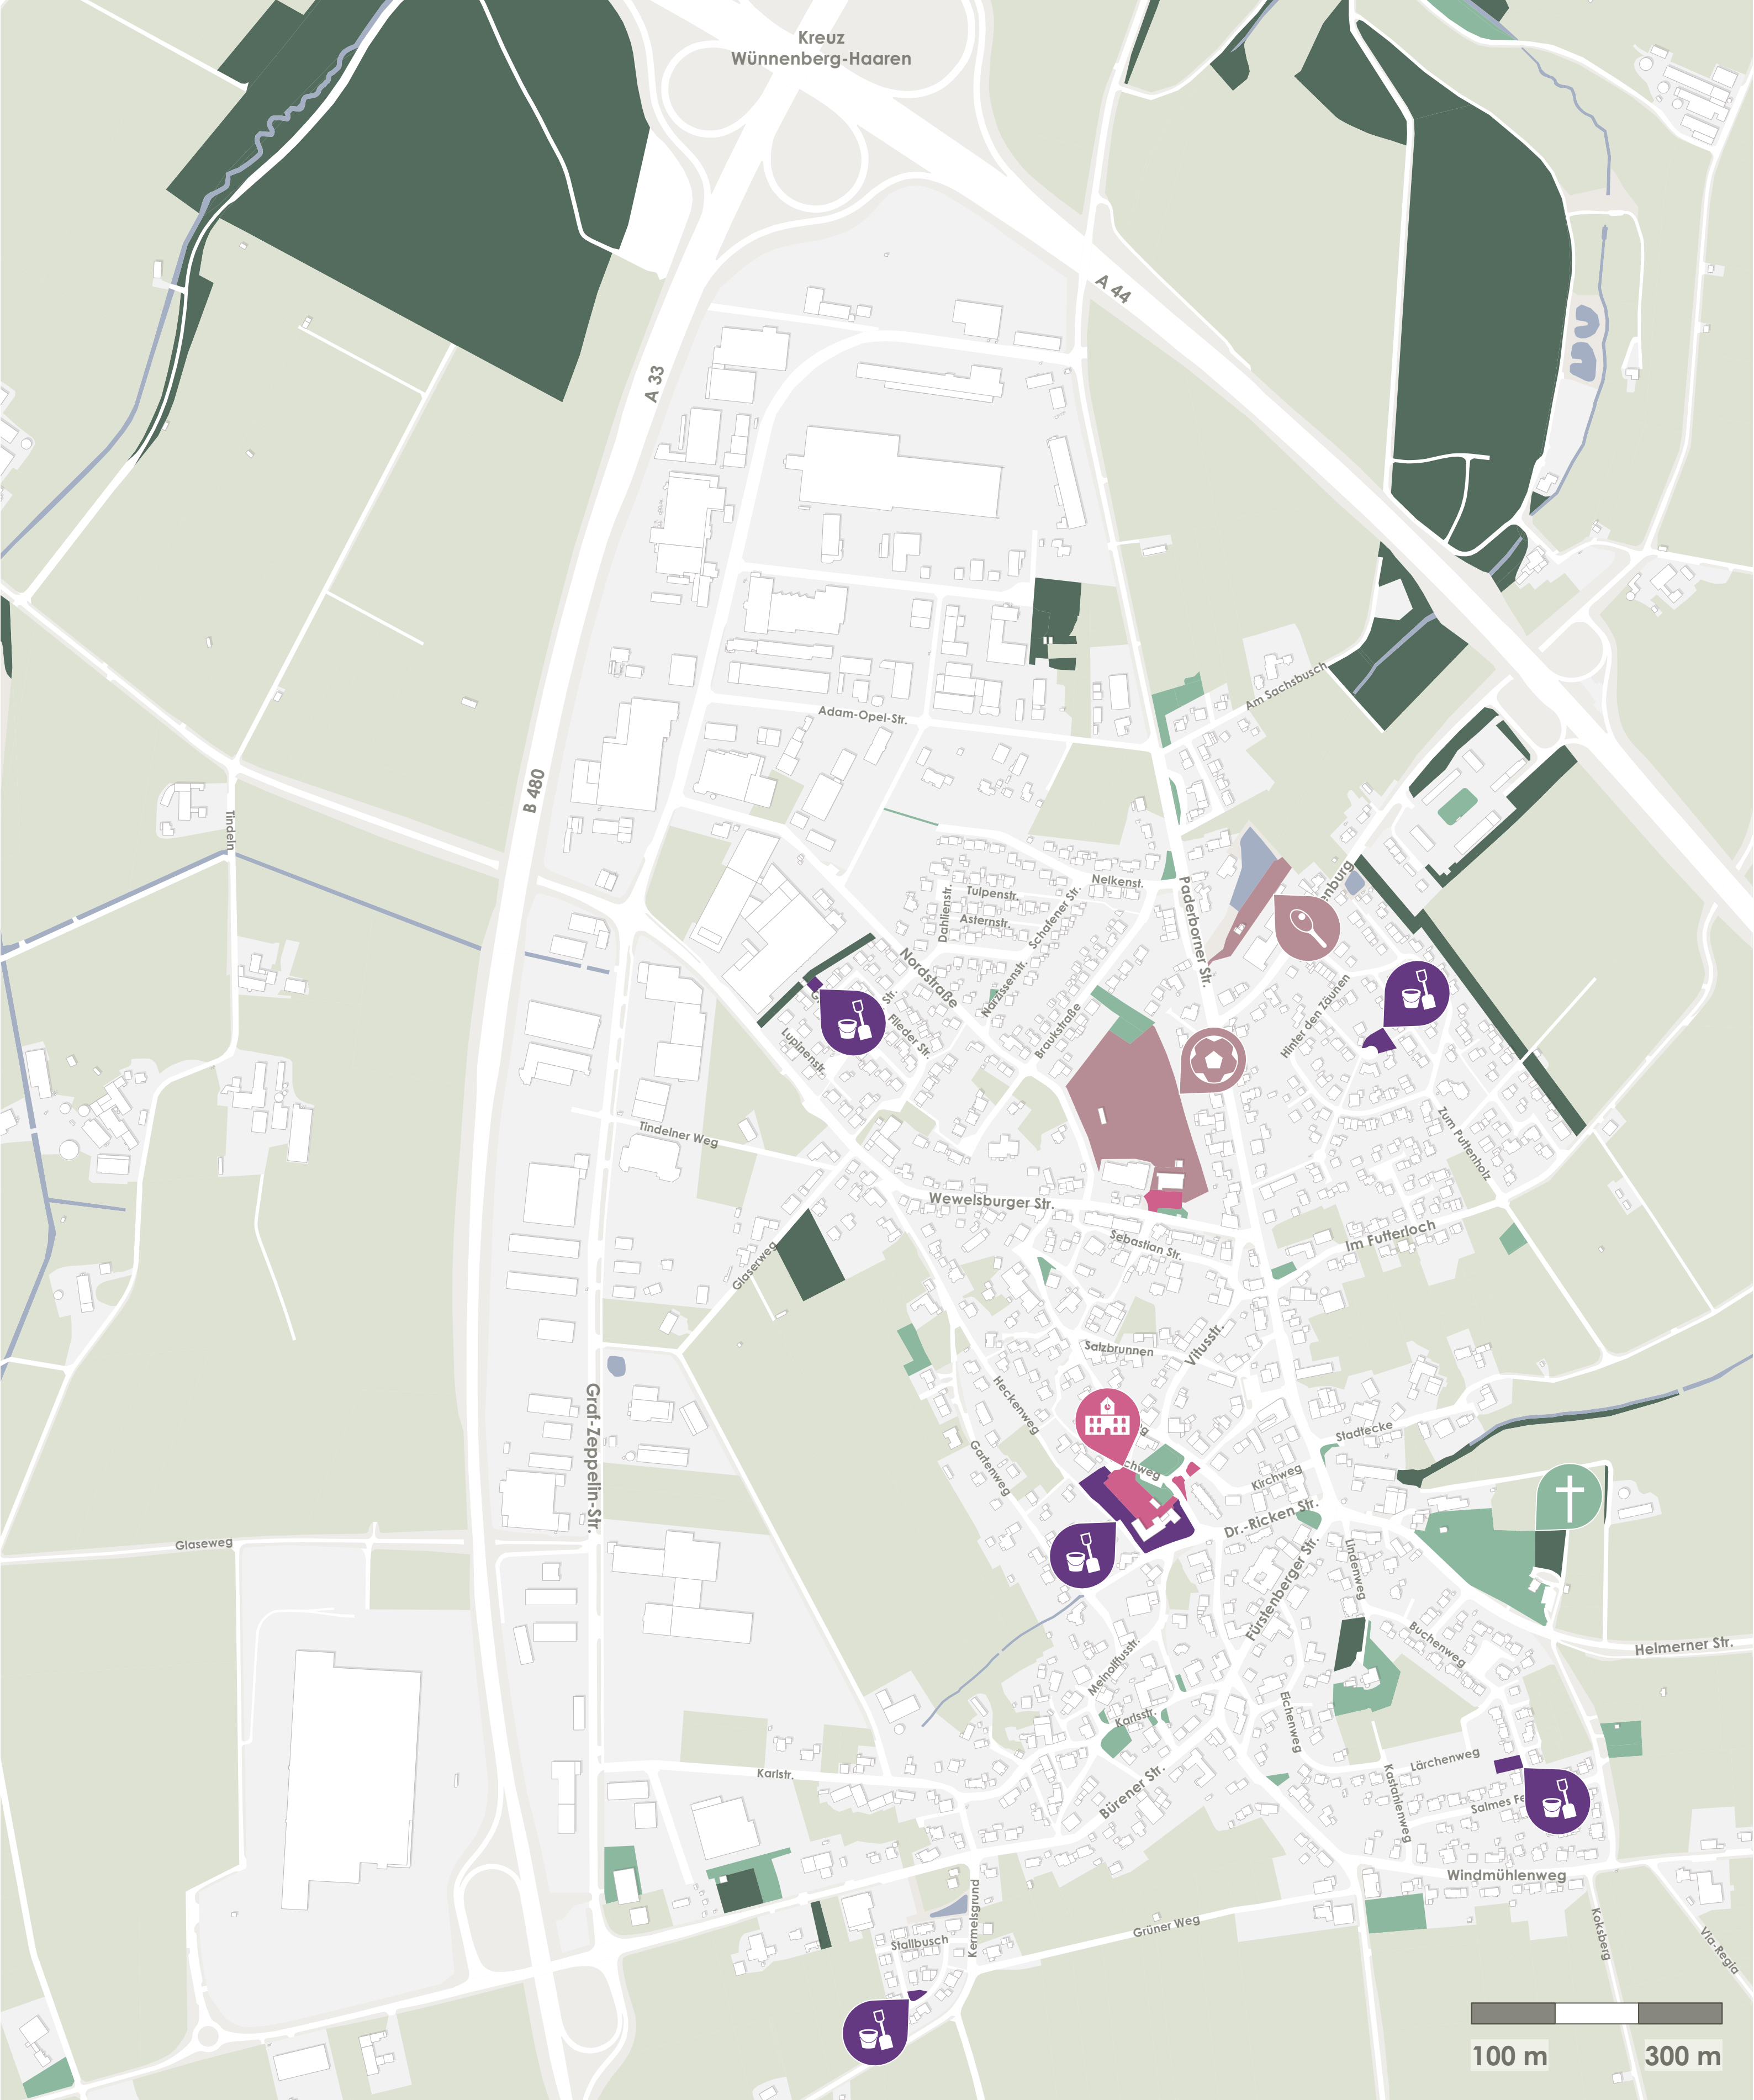 Kreuz
Wünnenberg-Haaren
A 44
A 33
Am Sachsbusch
Adam-Opel-Str.
B 480
Tindeln
Nelkenst.
Tulpenstr.
Dahlienstr.
Asternstr.
Schafener Str.
Paderborner Str.
Nordstraße
Narzissenstr.
Str.
Flieder Str.
Lupinenstr.
Braukstraße
Hinter den Zäunen
Zum Puttenholz
Tindelner Weg
Wewelsburger Str.
Sebastian Str.
Im Futterloch
Glaserweg
Salzbrunnen
Vitusstr.
Heckenweg
Graf-Zeppelin-Str.
Gartenweg
Stadtecke
Kirchweg
Dr.-Ricken Str.
Glaseweg
Lindenweg
Fürstenberger Str.
Buchenweg
Helmerner Str.
Meinolfusstr.
Karlsstr.
Eichenweg
Lärchenweg
Karlstr.
Kastanienweg
Bürener Str.
Salmes Fe
Windmühlenweg
Kermelsgrund
Grüner Weg
Stallbusch
Koksberg
Via-Regia
100 m
300 m